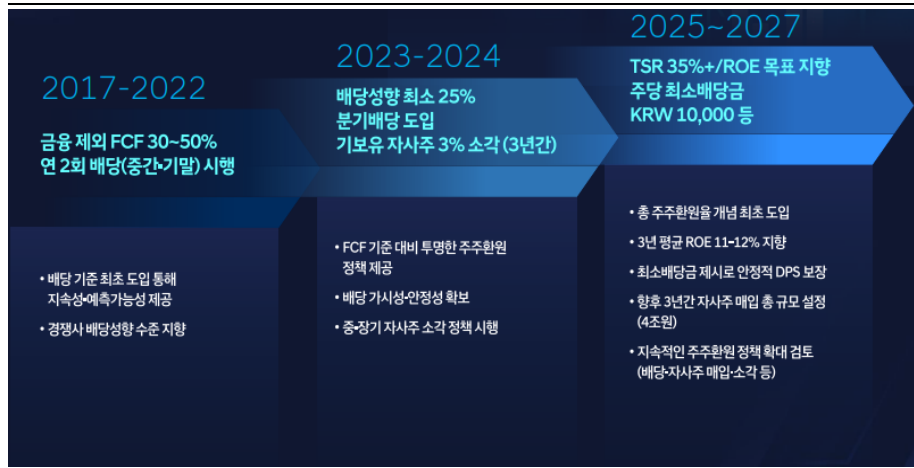 2017-2022
금융 제외 FCF 30~50%
연 2회 배당(중간•기말) 시행
• 배당 기준 최초 도입 통해
지속성•예측가능성 제공
• 경쟁사 배당성향 수준 지향
2023-2024
배당성향 최소 25%
분기배당 도입
기보유 자사주 3% 소각 (3년간)
• FCF 기준 대비 투명한 주주환원
정책 제공
• 배당 가시성•안정성 확보
• 중•장기 자사주 소각 정책 시행
2025~2027
TSR 35%+/ROE 목표 지향
주당 최소배당금
KRW 10,000 등
• 총 주주환원율 개념 최초 도입
• 3년 평균 ROE 11-12% 지향
• 최소배당금 제시로 안정적 DPS 보장
• 향후 3년간 자사주 매입 총 규모 설정
(4조원)
• 지속적인 주주환원 정책 확대 검토
(배당•자사주 매입•소각 등)